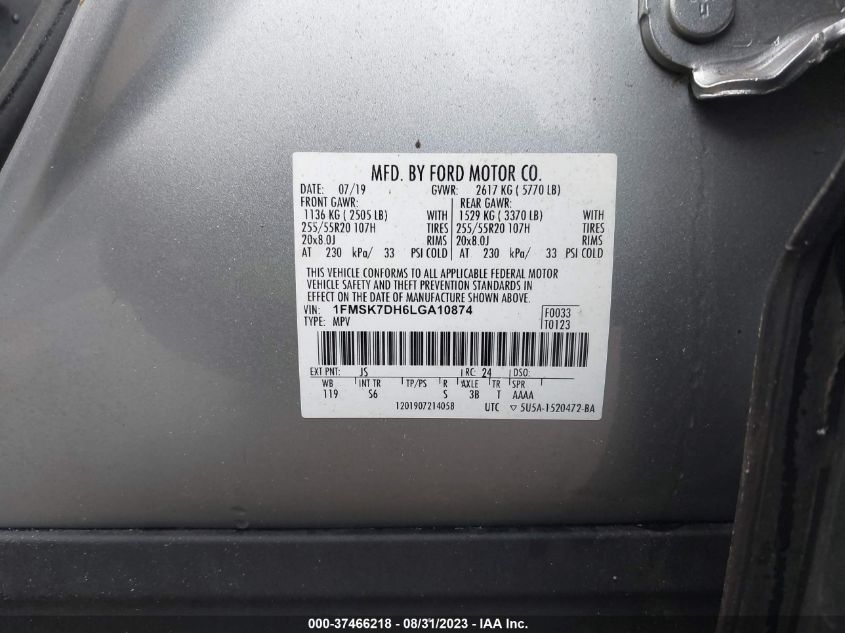 MFD. BY FORD MOTOR CO.
DATE: 07/19 GVWR: 2617 KG ( 5770 LB)
FRONT GAWR: REAR GAWR:
1136 KG ( 2505 LB) WITH 1529 KG ( 3370 LB) WITH
255/55R20 107H TIRES 255/55R20 107H TIRES
20x8.0J RIMS 20x8.0J RIMS
AT 230 kPa/ 33 PSI COLD AT 230 kPa/ 33 PSI COLD
THIS VEHICLE CONFORMS TO ALL APPLICABLE FEDERAL MOTOR
VEHICLE SAFETY AND THEFT PREVENTION STANDARDS IN
EFFECT ON THE DATE OF MANUFACTURE SHOWN ABOVE.
VIN: 1FMSK7DH6LGA10874 F0033
TYPE: MPV T0123
EXT PNT: JS RC: 24 DSO:
WB INT TR TP/PS R AXLE TR SPR
119 S6 S 3B T AAAA
1201907214058 UTC ▽ 5U5A-1520472-BA
000-37466218 - 08/31/2023 - IAA Inc.